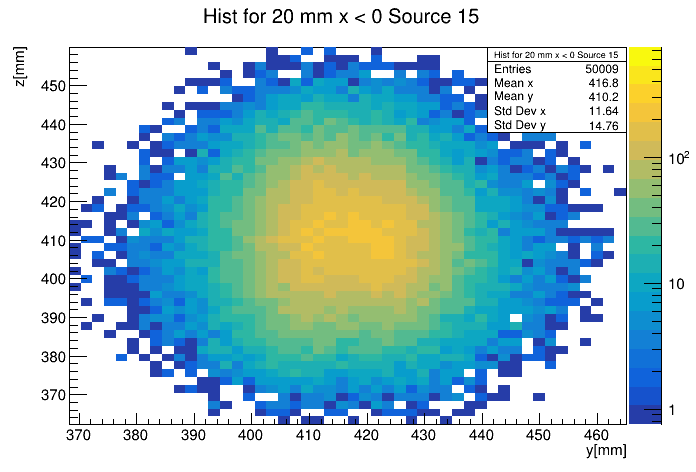 Hist for 20 mm x < 0 Source 15
z[mm]
Hist for 20 mm x < 0 Source 15
Entries 50009
Mean x 416.8
Mean y 410.2
Std Dev x 11.64
Std Dev y 14.76
450
440
430
420
410
400
390
380
370
10²
10
1
370 380 390 400 410 420 430 440 450 460
y[mm]